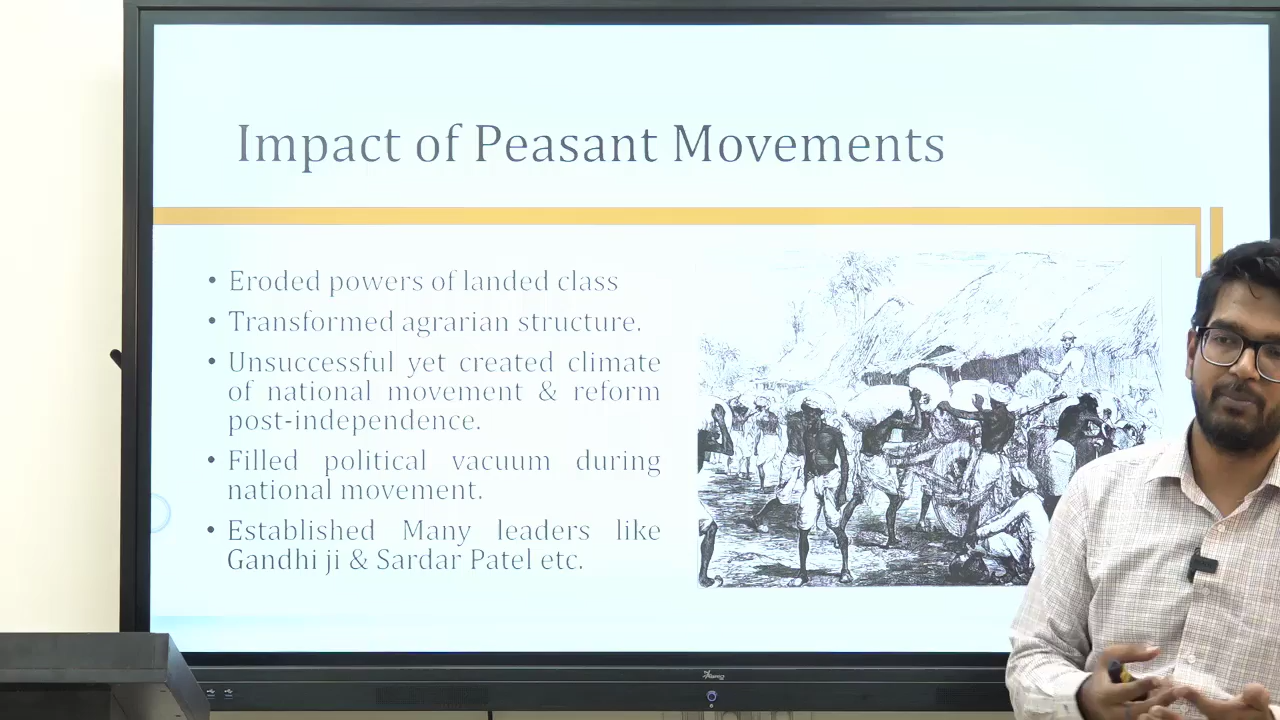 Impact of Peasant Movements
• Eroded powers of landed class
• Transformed agrarian structure.
• Unsuccessful yet created climate
of national movement & reform
post-independence.
• Filled political vacuum during
national movement.
• Established Many leaders like
Gandhi ji & Sardar Patel etc.